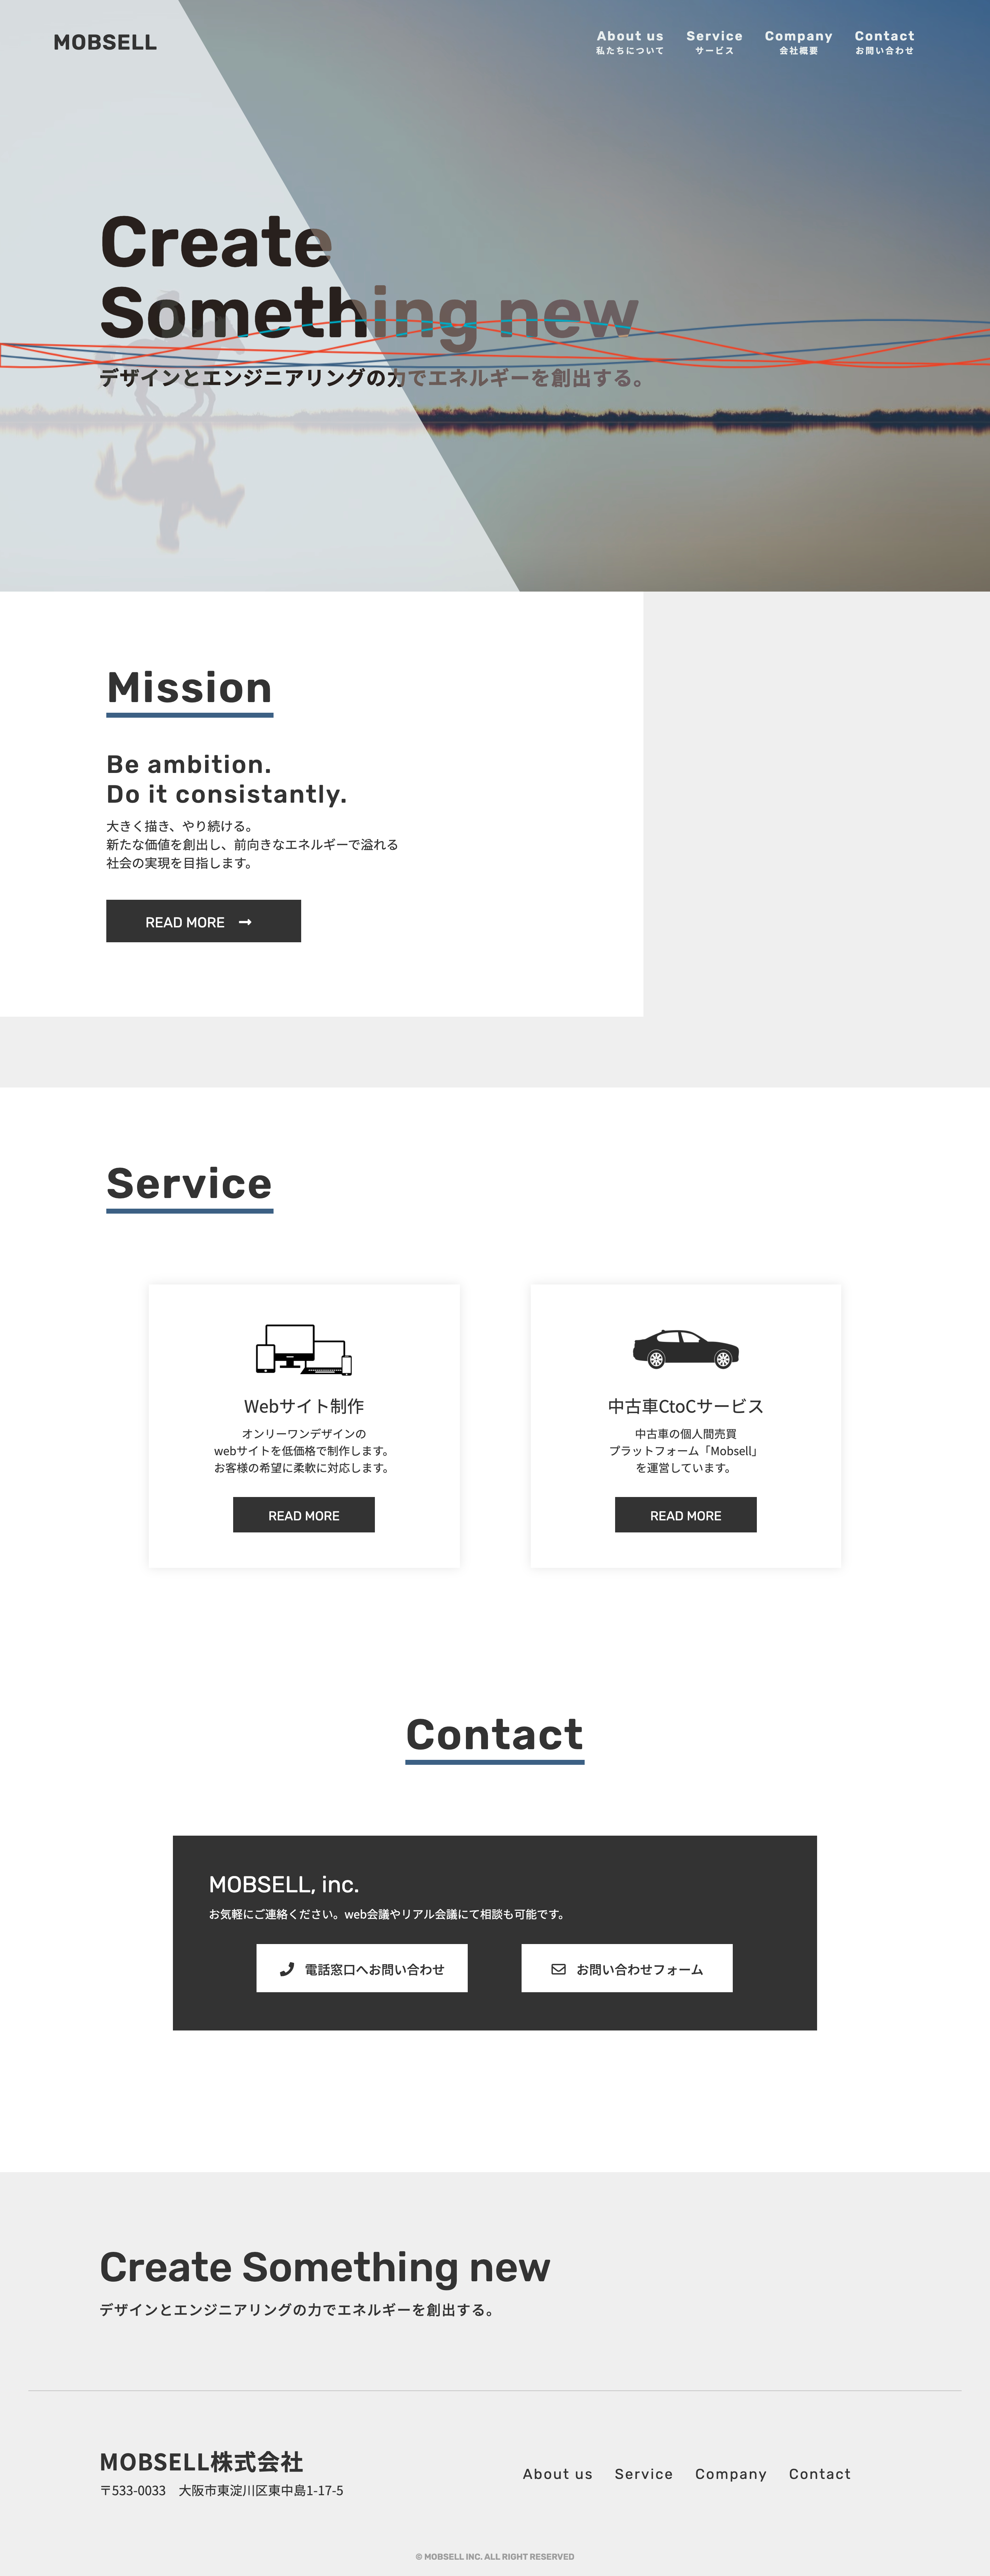 MOBSELL
About us
私たちについて
Service
サービス
Company
会社概要
Contact
お問い合わせ
Create
Something new
デザインとエンジニアリングの力でエネルギーを創出する。
Mission
Be ambition.
Do it consistantly.
大きく描き、やり続ける。
新たな価値を創出し、前向きなエネルギーで溢れる
社会の実現を目指します。
READ MORE
Service
Webサイト制作
オンリーワンデザインの
webサイトを低価格で制作します。
お客様の希望に柔軟に対応します。
READ MORE
中古車CtoCサービス
中古車の個人間売買
プラットフォーム「Mobsell」
を運営しています。
READ MORE
Contact
MOBSELL, inc.
お気軽にご連絡ください。web会議やリアル会議にて相談も可能です。
電話窓口へお問い合わせ
お問い合わせフォーム
Create Something new
デザインとエンジニアリングの力でエネルギーを創出する。
MOBSELL株式会社
〒533-0033 大阪市東淀川区東中島1-17-5
About us Service Company Contact
© MOBSELL INC. ALL RIGHT RESERVED